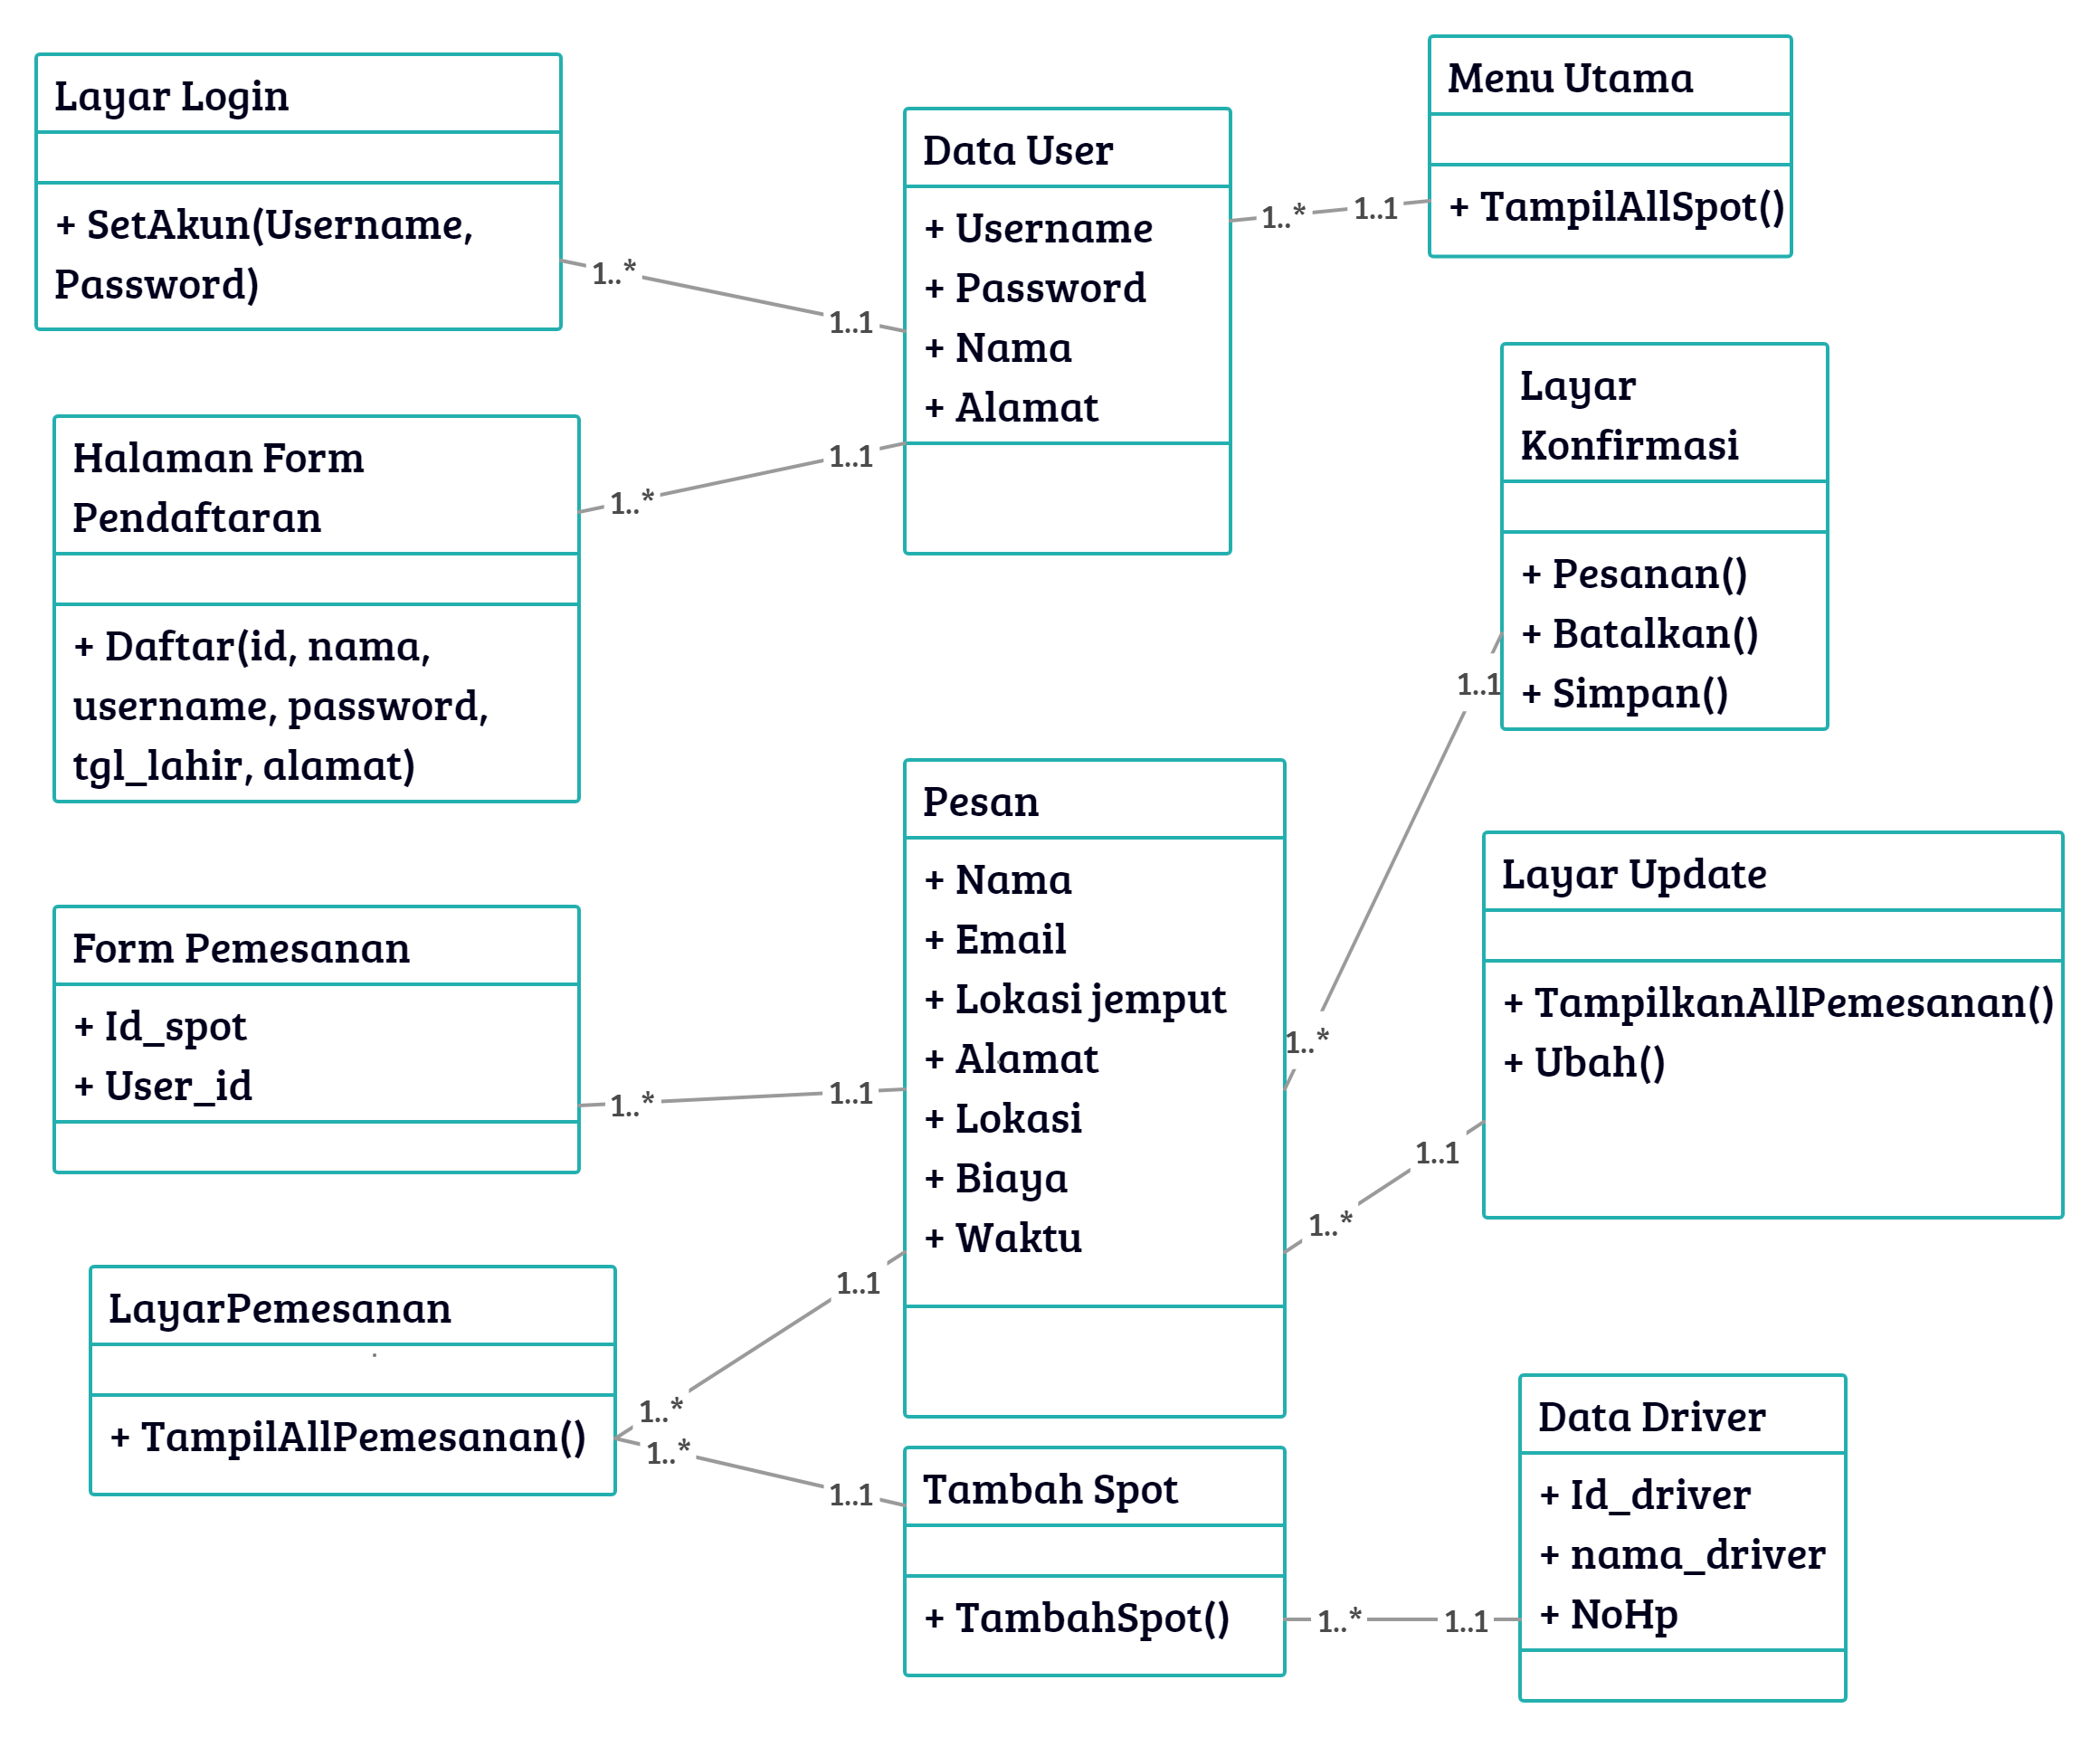 Layar Login
+ SetAkun(Username,
Password)
1..*
1..1
Data User
+ Username
+ Password
+ Nama
+ Alamat
1..*
1..1
Menu Utama
+ TampilAllSpot()
Halaman Form
Pendaftaran
+ Daftar(id, nama,
username, password,
tgl_lahir, alamat)
1..*
1..1
Layar
Konfirmasi
+ Pesanan()
+ Batalkan()
+ Simpan()
1..1
1..*
Form Pemesanan
+ Id_spot
+ User_id
1..*
1..1
Pesan
+ Nama
+ Email
+ Lokasi jemput
+ Alamat
+ Lokasi
+ Biaya
+ Waktu
Layar Update
+ TampilkanAllPemesanan()
+ Ubah()
1..1
1..*
LayarPemesanan
+ TampilAllPemesanan()
1..1
1..*
1..*
1..1
Tambah Spot
+ TambahSpot()
1..*
1..1
Data Driver
+ Id_driver
+ nama_driver
+ NoHp